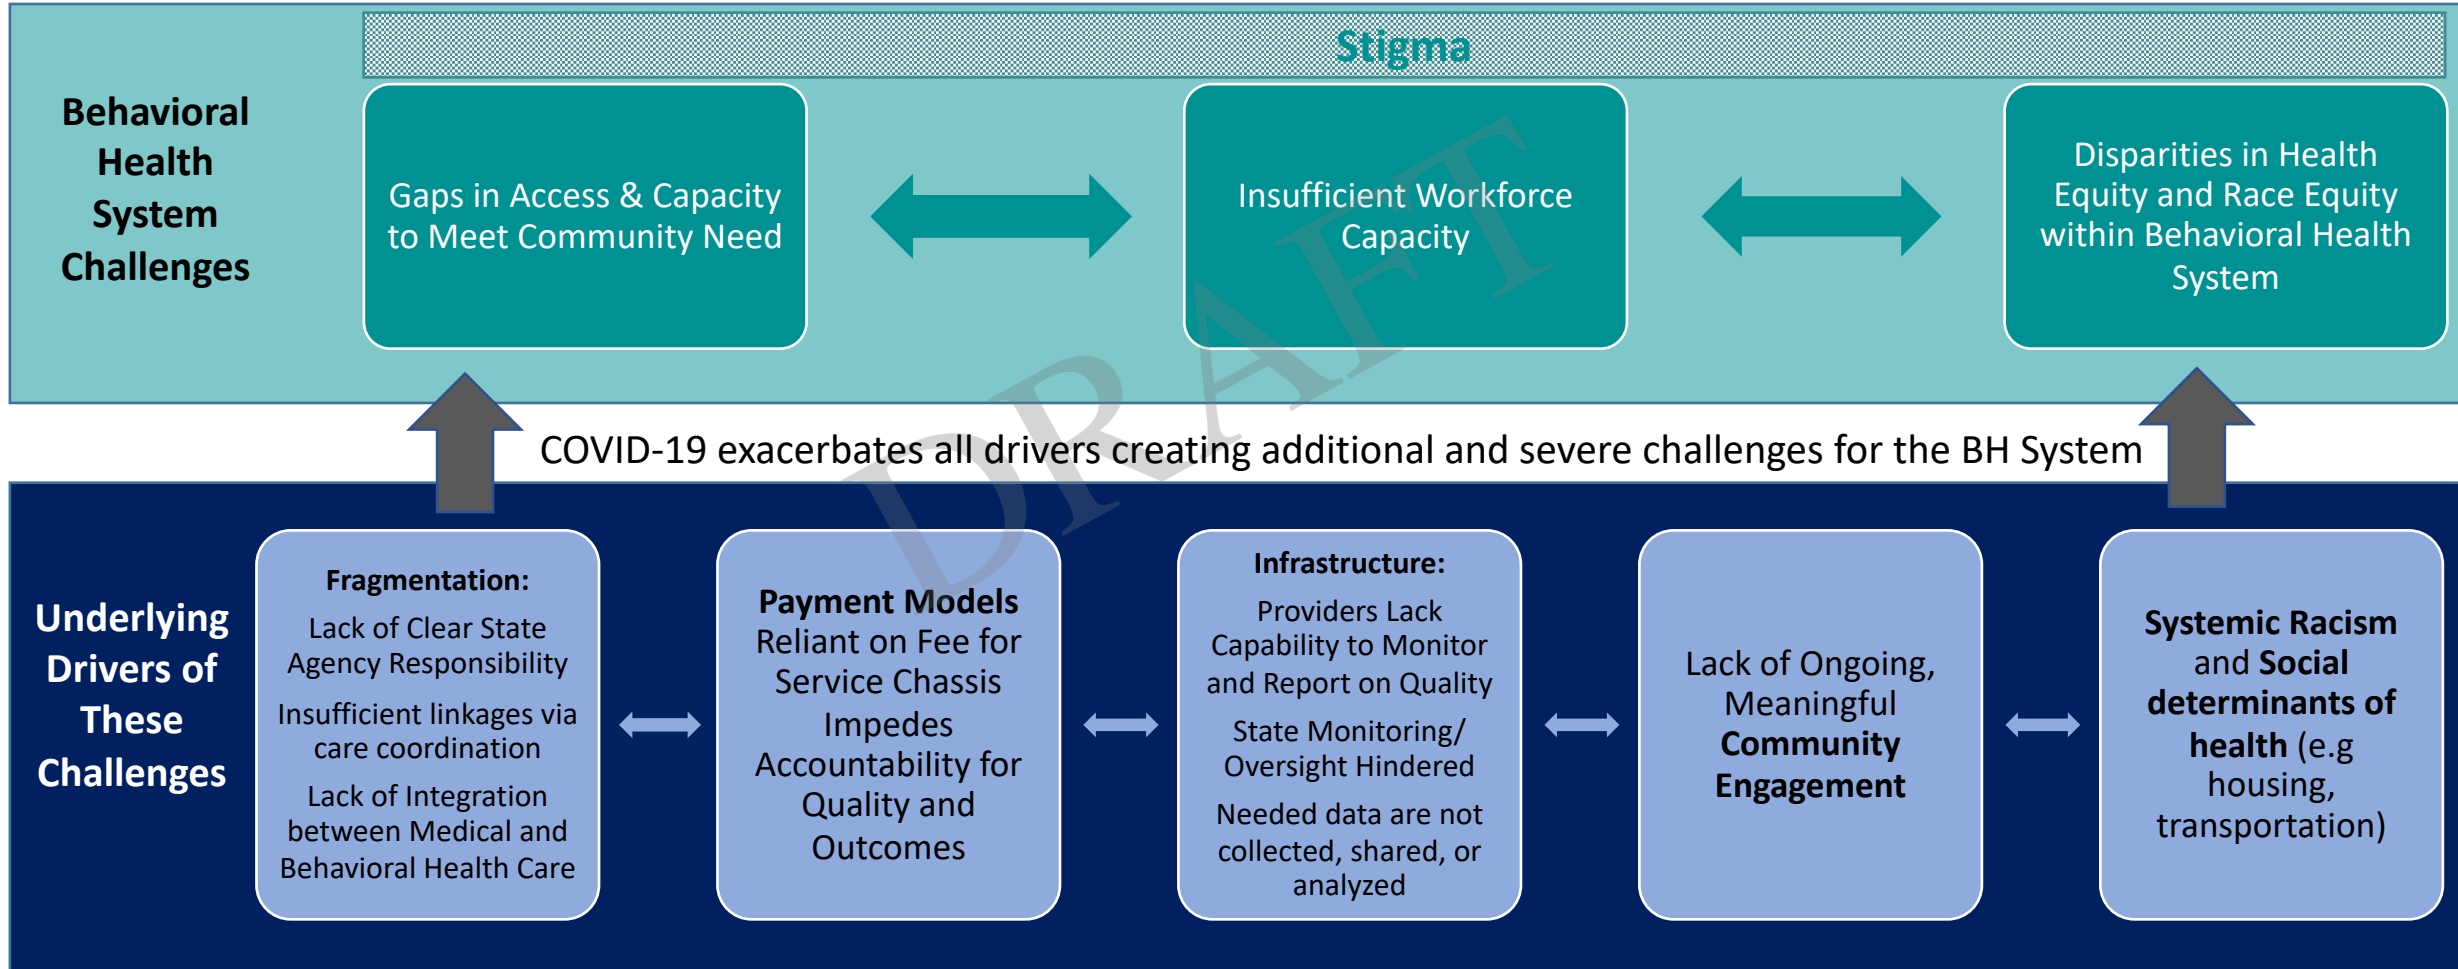 Stigma
Behavioral
Health
System
Challenges
Gaps in Access & Capacity
to Meet Community Need
Insufficient Workforce
Capacity
Disparities in Health
Equity and Race Equity
within Behavioral Health
System
DRAFT
COVID-19 exacerbates all drivers creating additional and severe challenges for the BH System
Underlying
Drivers of
These
Challenges
Fragmentation:
Lack of Clear State
Agency Responsibility
Insufficient linkages via
care coordination
Lack of Integration
between Medical and
Behavioral Health Care
Payment Models
Reliant on Fee for
Service Chassis
Impedes
Accountability for
Quality and
Outcomes
Infrastructure:
Providers Lack
Capability to Monitor
and Report on Quality
State Monitoring/
Oversight Hindered
Needed data are not
collected, shared, or
analyzed
Lack of Ongoing,
Meaningful
Community
Engagement
Systemic Racism
and Social
determinants of
health (e.g
housing,
transportation)